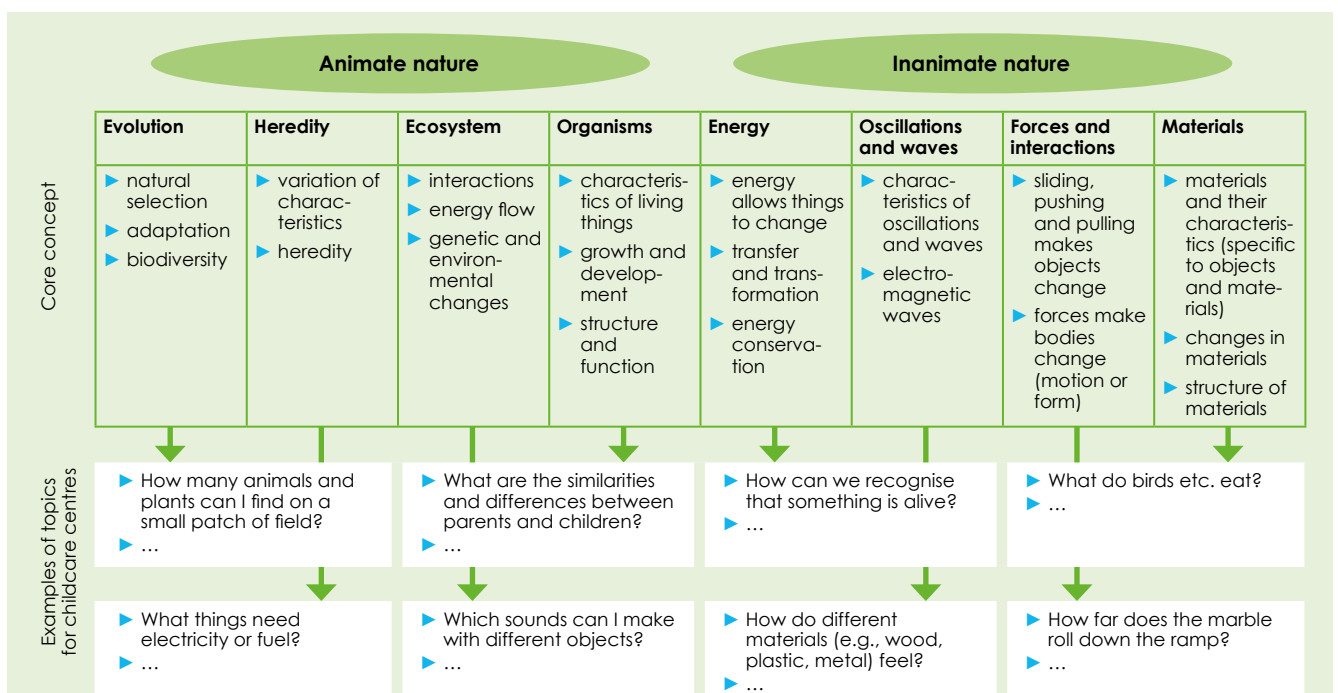 Animate nature
Inanimate nature
Core concept
Evolution
► natural
selection
► adaptation
► biodiversity
Heredity
► variation of
charac-
teristics
► heredity
Ecosystem
► interactions
► energy flow
► genetic and
environ-
mental
changes
Organisms
► characteris-
tics of living
things
► growth and
develop-
ment
► structure
and
function
Energy
► energy
allows things
to change
► transfer
and trans-
formation
► energy
conserva-
tion
Oscillations
and waves
► charac-
teristics of
oscillations
and waves
► electro-
magnetic
waves
Forces and
interactions
► sliding,
pushing
and pulling
makes
objects
change
► forces make
bodies
change
(motion or
form)
Materials
► materials
and their
characteris-
tics (specific
to objects
and mate-
rials)
► changes in
materials
► structure of
materials
Examples of topics
for childcare centres
► How many animals and
plants can I find on a
small patch of field?
► …
► What are the similarities
and differences between
parents and children?
► …
► How can we recognise
that something is alive?
► …
► What do birds etc. eat?
► …
► What things need
electricity or fuel?
► …
► Which sounds can I make
with different objects?
► …
► How do different
materials (e.g., wood,
plastic, metal) feel?
► …
► How far does the marble
roll down the ramp?
► …